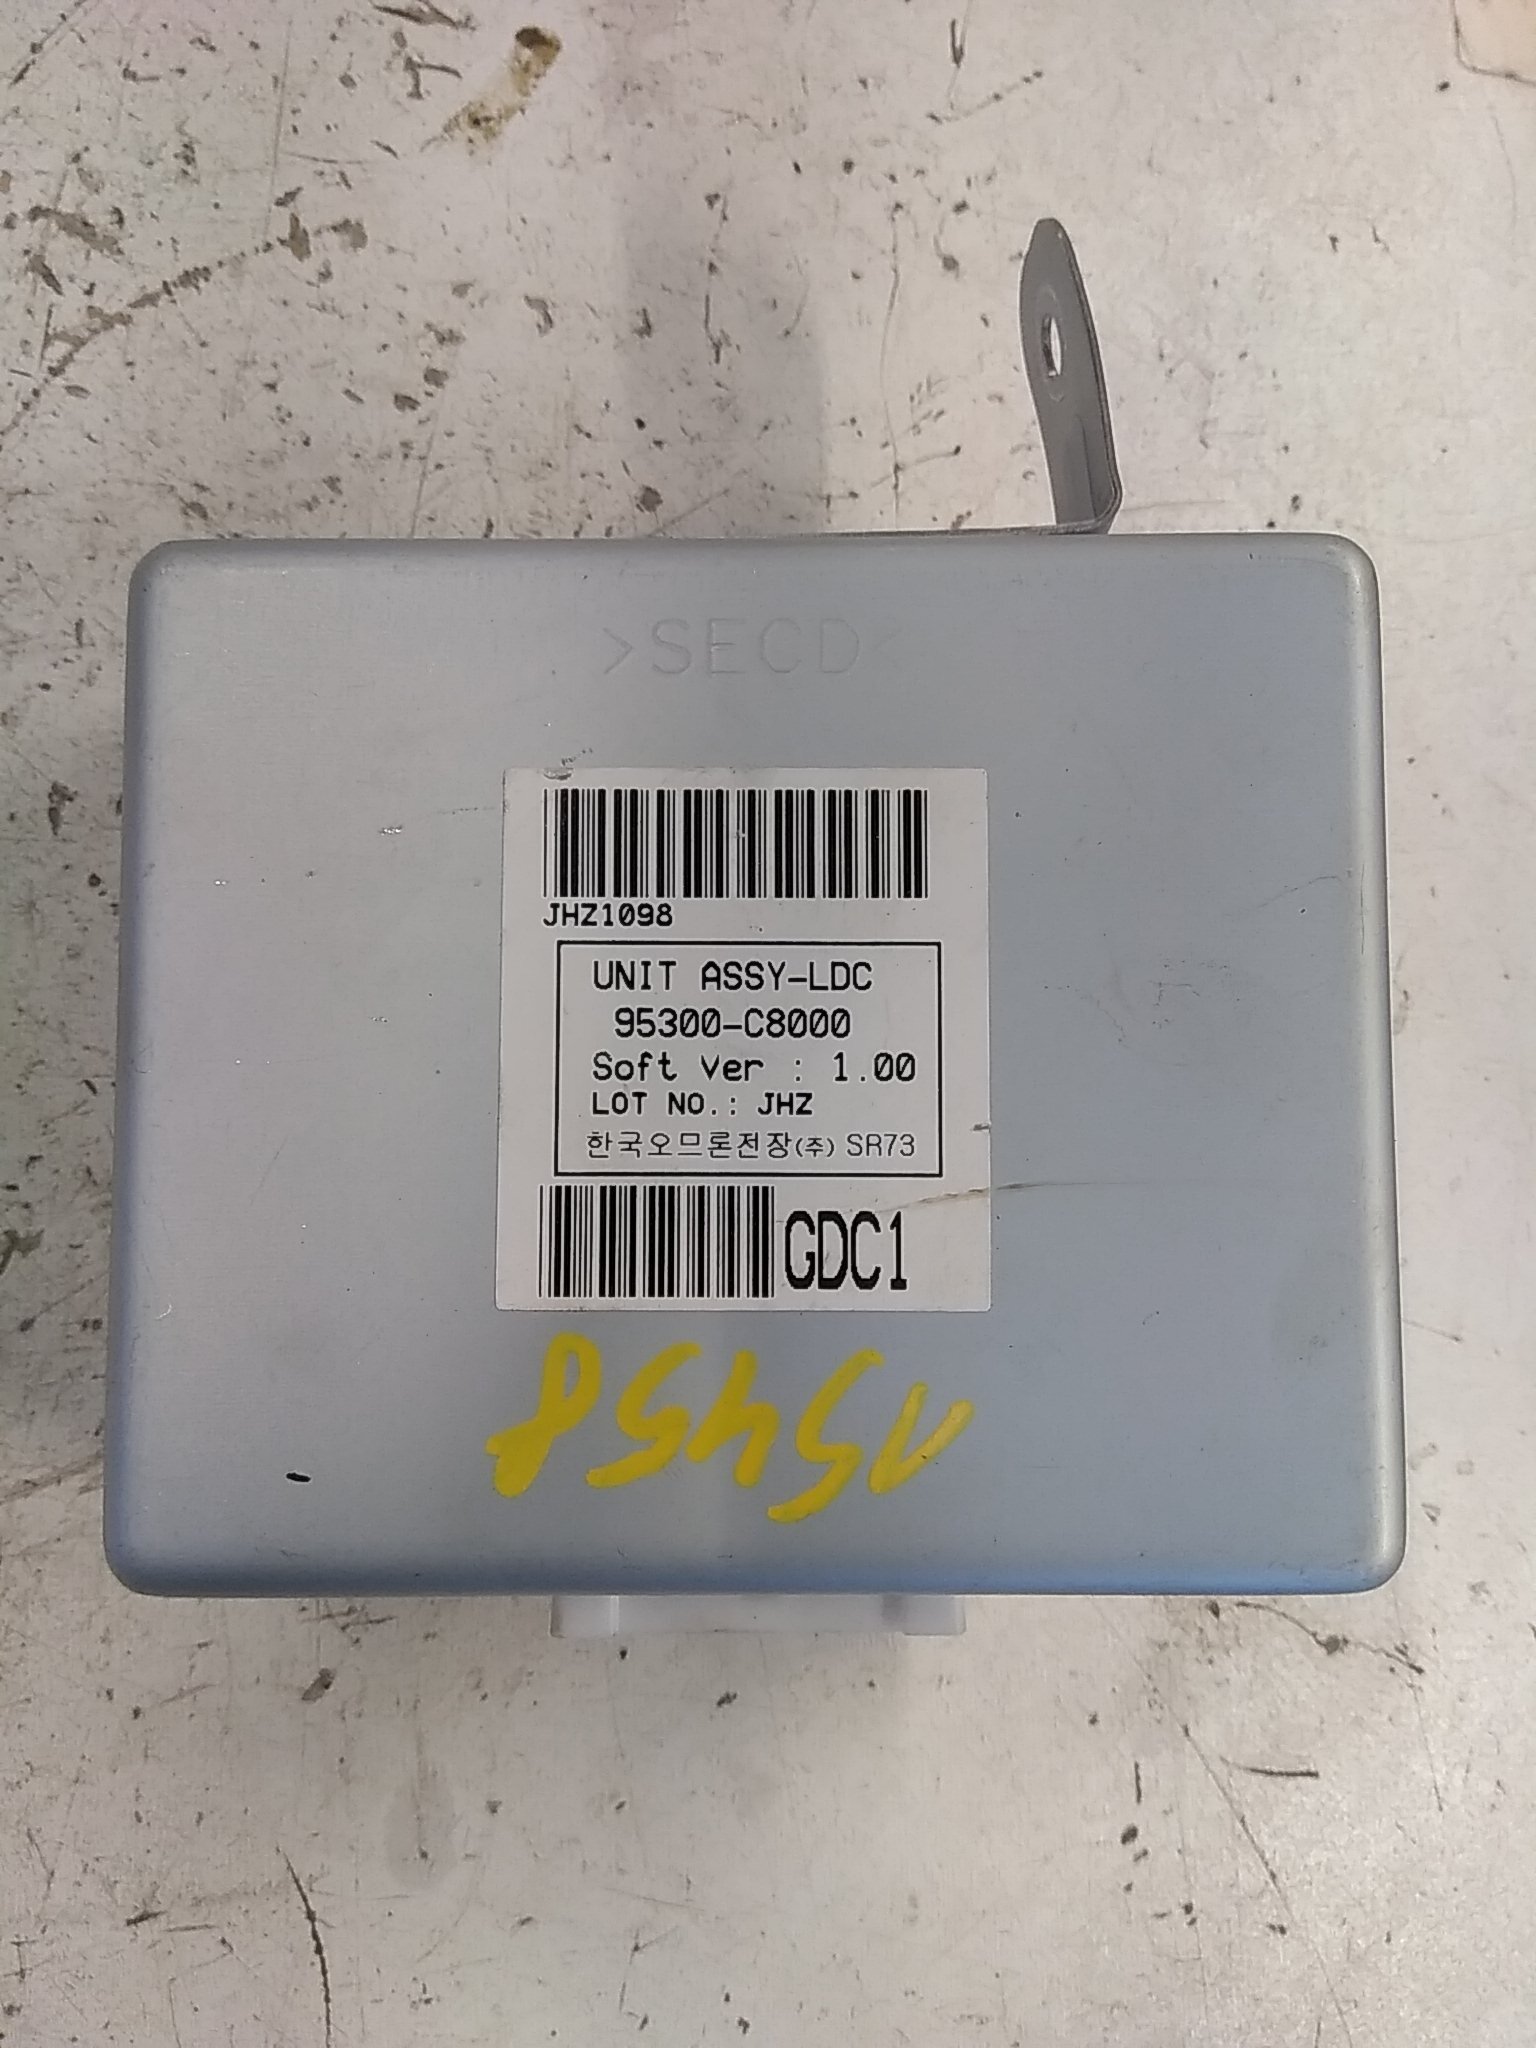 >SECD<
JHZ1098
UNIT ASSY-LDC
95300-C8000
Soft Ver : 1.00
LOT NO.: JHZ
한국오므론전장(주) SR73
GDC1
15458